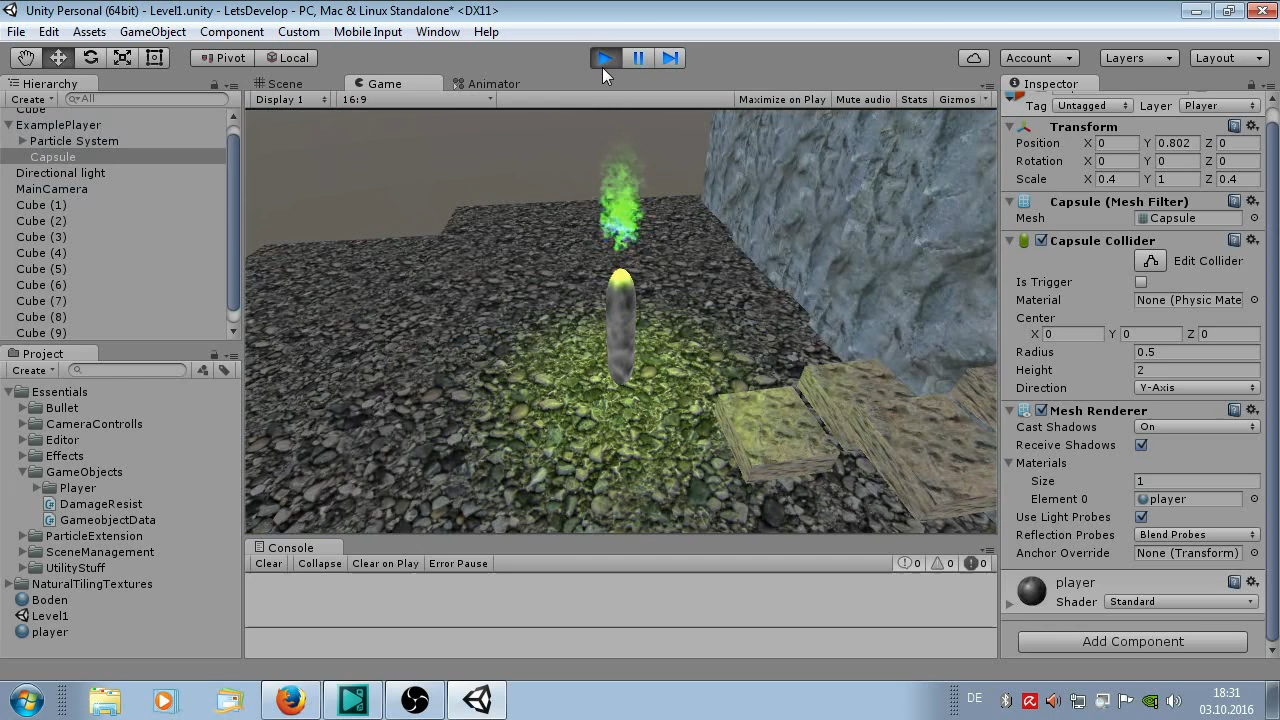 Unity Personal (64bit) - Level1.unity - LetsDevelop - PC, Mac & Linux Standalone* <DX11>
File Edit Assets GameObject Component Custom Mobile Input Window Help
Pivot Local Account Layers Layout
Hierarchy Scene Game Animator Inspector
Create All Display 1 16:9 Maximize on Play Mute audio Stats Gizmos
Tag Untagged Layer Player
Cube
ExamplePlayer
Particle System
Capsule
Directional light
MainCamera
Cube (1)
Cube (2)
Cube (3)
Cube (4)
Cube (5)
Cube (6)
Cube (7)
Cube (8)
Cube (9)
Project
Create
Essentials
Bullet
CameraControlls
Editor
Effects
GameObjects
Player
DamageResist
GameobjectData
ParticleExtension
SceneManagement
UtilityStuff
NaturalTilingTextures
Boden
Level1
player
Console
Clear Collapse Clear on Play Error Pause 0 0 0
Transform
Position X 0 Y 0.802 Z 0
Rotation X 0 Y 0 Z 0
Scale X 0.4 Y 1 Z 0.4
Capsule (Mesh Filter)
Mesh Capsule
Capsule Collider
Edit Collider
Is Trigger
Material None (Physic Mate
Center
X 0 Y 0 Z 0
Radius 0.5
Height 2
Direction Y-Axis
Mesh Renderer
Cast Shadows On
Receive Shadows
Materials
Size 1
Element 0 player
Use Light Probes
Reflection Probes Blend Probes
Anchor Override None (Transform)
player
Shader Standard
Add Component
DE
18:31
03.10.2016